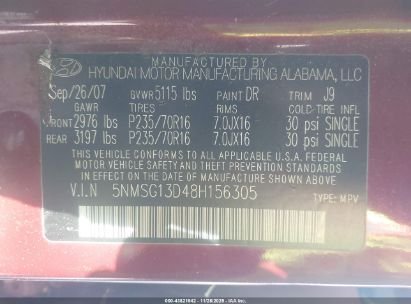 MANUFACTURED BY
HYUNDAI MOTOR MANUFACTURING ALABAMA, LLC
Sep/26/07 GVWR 5115 lbs PAINT DR TRIM J9
GAWR TIRES RIMS COLD TIRE INFL
FRONT 2976 lbs P235/70R16 7.0JX16 30 psi SINGLE
REAR 3197 lbs P235/70R16 7.0JX16 30 psi SINGLE
THIS VEHICLE CONFORMS TO ALL APPLICABLE U.S.A. FEDERAL
MOTOR VEHICLE SAFETY AND THEFT PREVENTION STANDARDS
IN EFFECT ON THE DATE OF MANUFACTURE SHOWN ABOVE.
V.I.N 5NMSG13D48H156305
TYPE: MPV